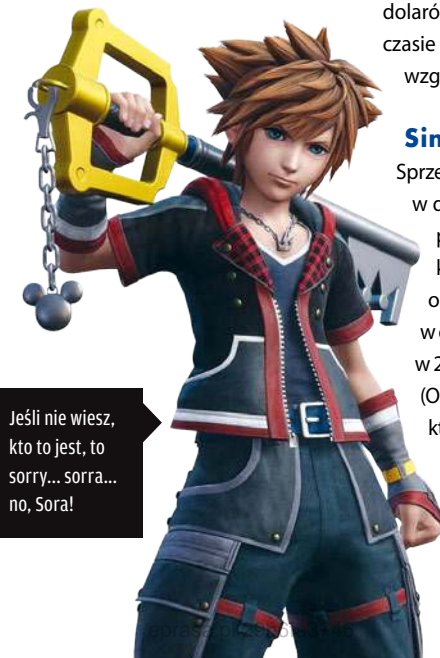 dolaró
czasie
wzg
Sin
Sprze
w d
p
k
o
w
w 2
(O
kt
Jeśli nie wiesz,
kto to jest, to
sorry... sorra...
no, Sora!